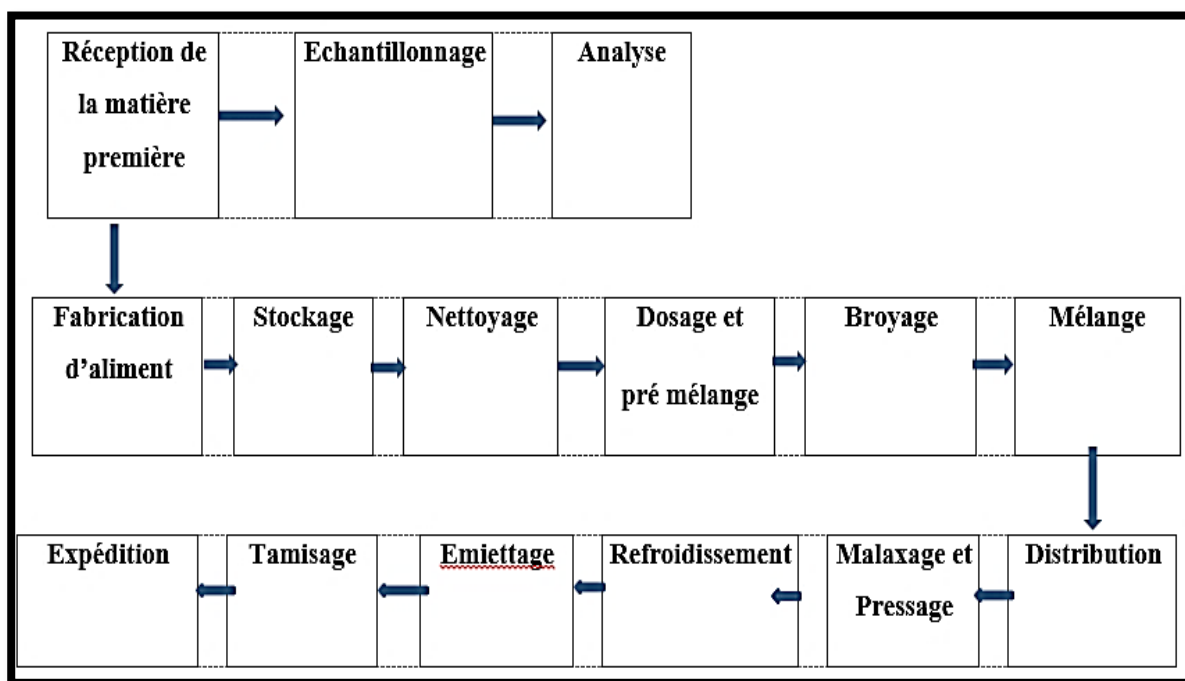 Réception de
la matière
première
Echantillonnage
Analyse
Fabrication
d’aliment
Stockage
Nettoyage
Dosage et
pré mélange
Broyage
Mélange
Expédition
Tamisage
Emiettage
Refroidissement
Malaxage et
Pressage
Distribution